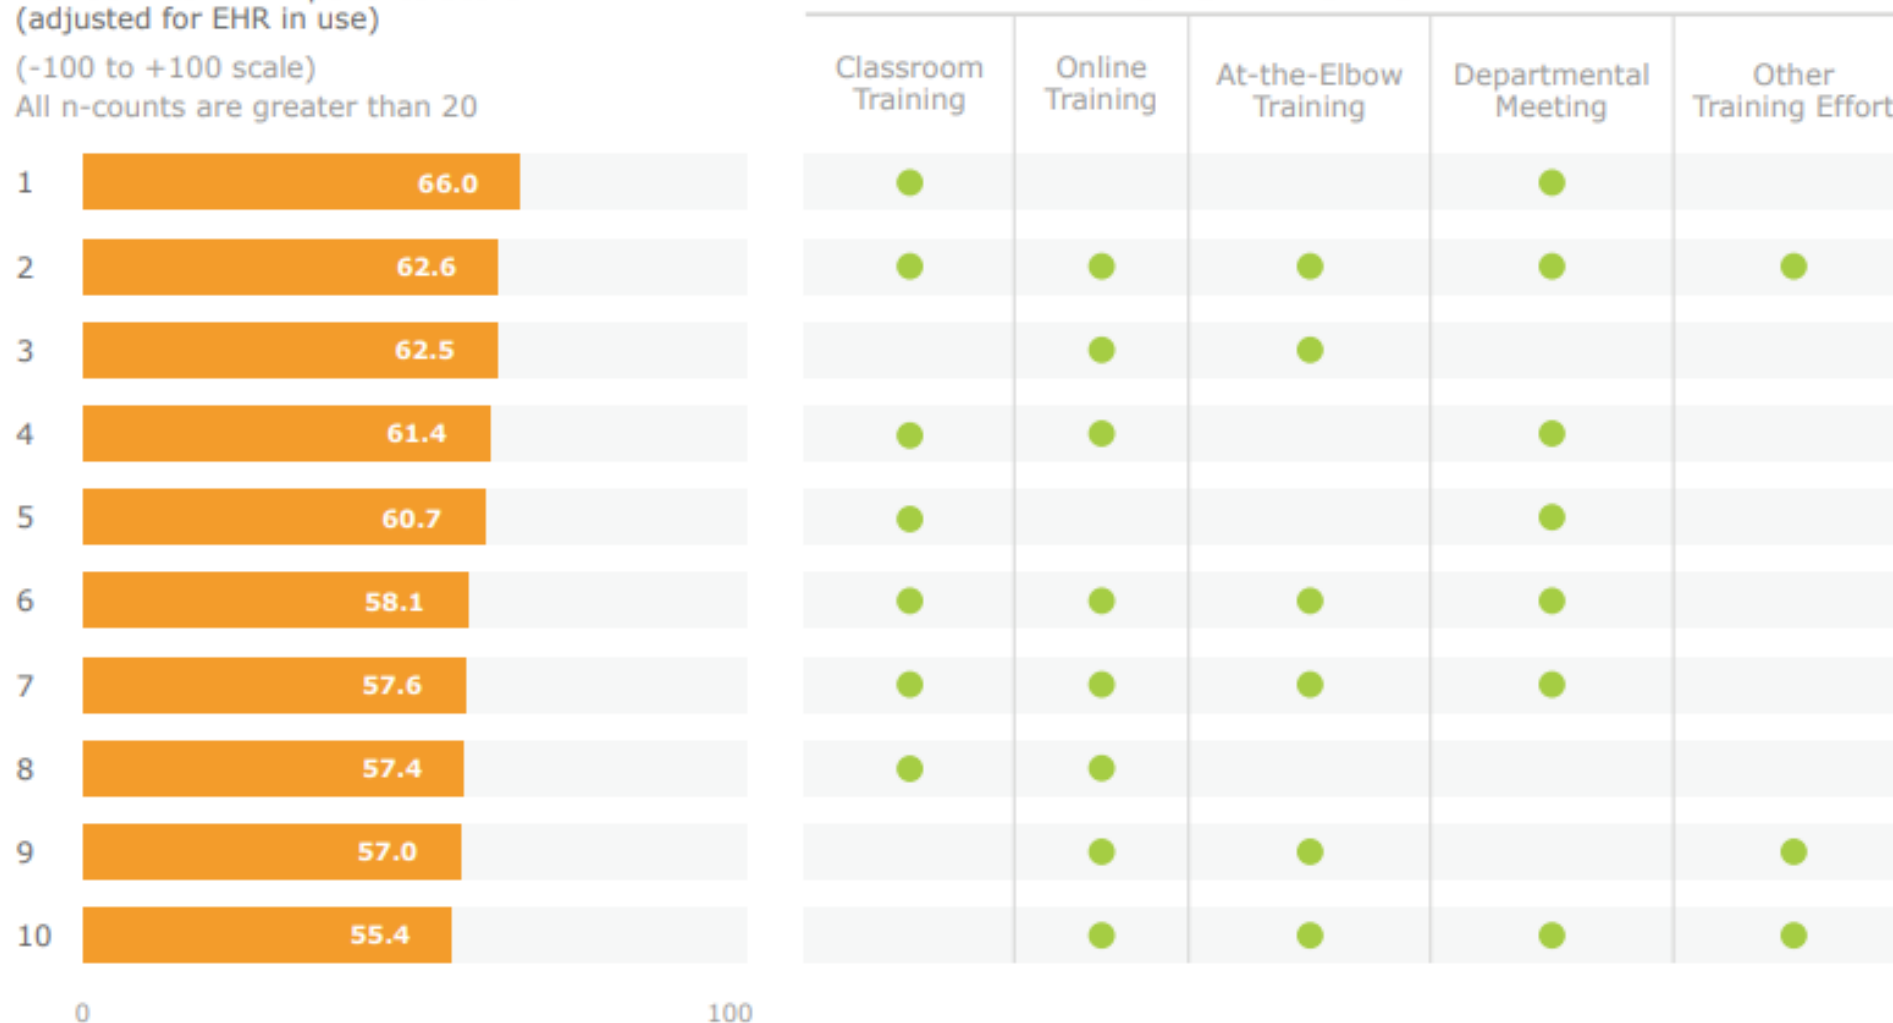 (adjusted for EHR in use)
(-100 to +100 scale)
All n-counts are greater than 20
Classroom
Training
Online
Training
At-the-Elbow
Training
Departmental
Meeting
Other
Training Effort
1 66.0
2 62.6
3 62.5
4 61.4
5 60.7
6 58.1
7 57.6
8 57.4
9 57.0
10 55.4
0 100